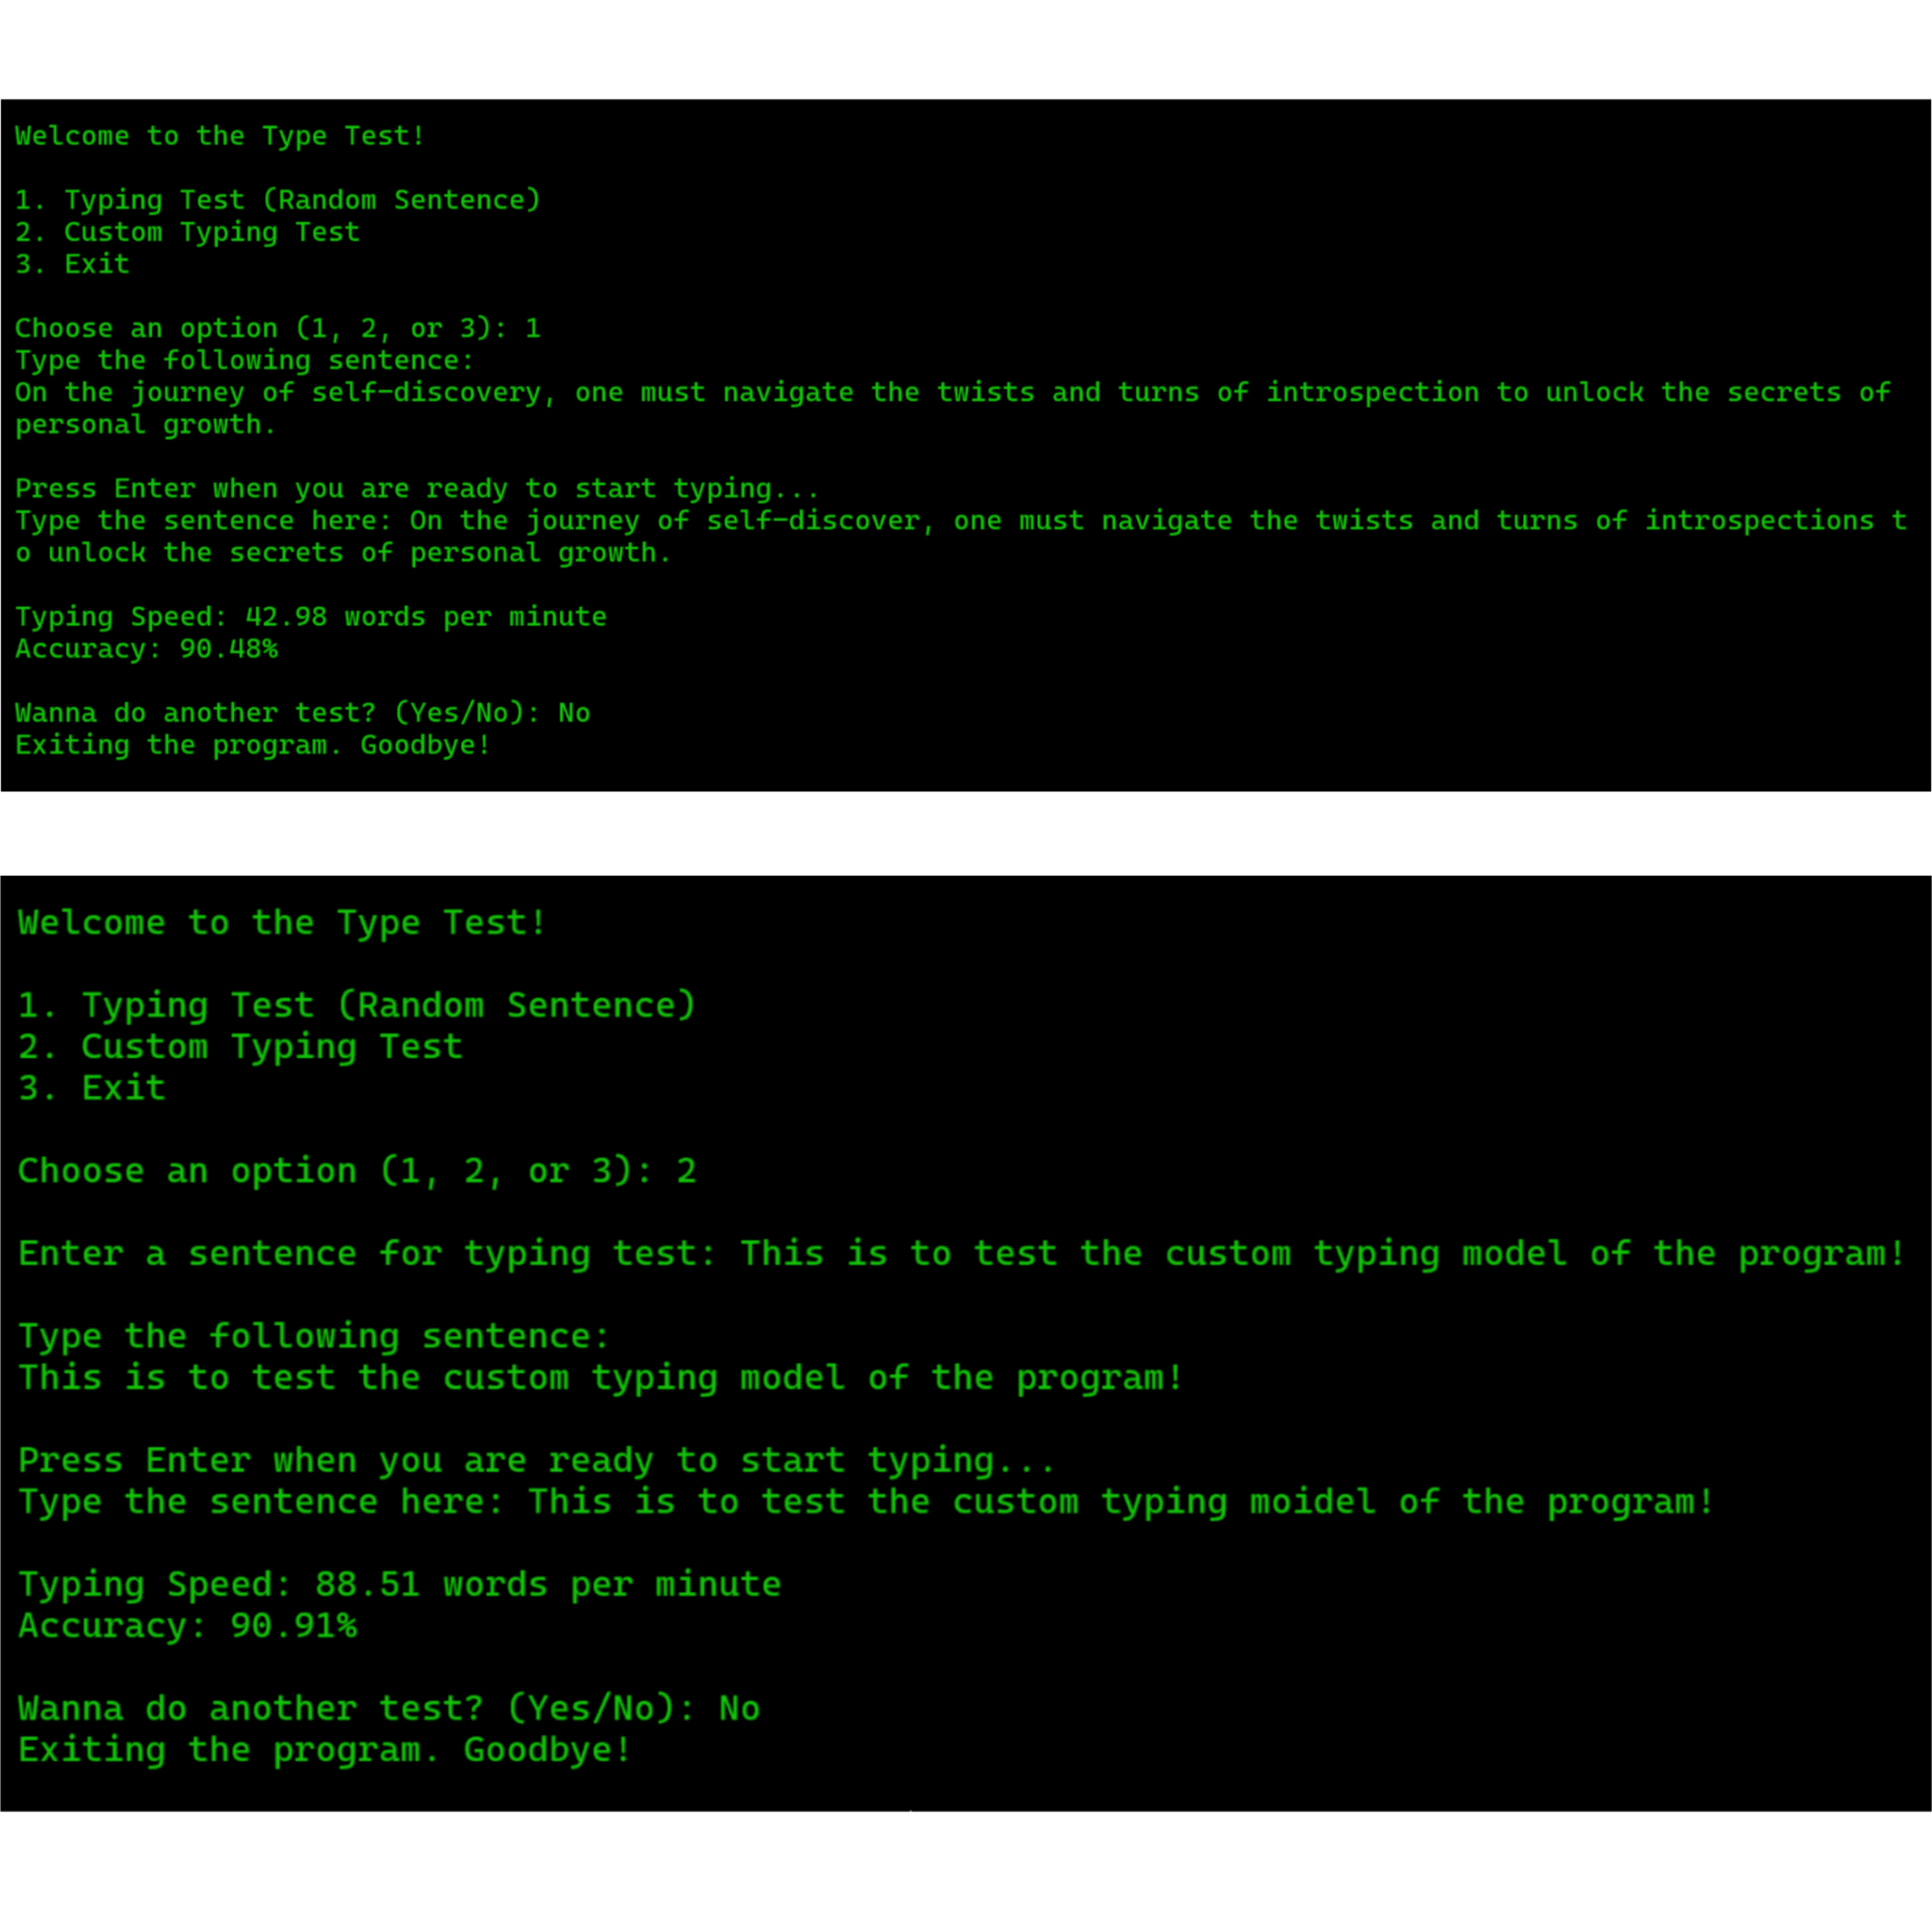 Welcome to the Type Test!
1. Typing Test (Random Sentence)
2. Custom Typing Test
3. Exit
Choose an option (1, 2, or 3): 1
Type the following sentence:
On the journey of self-discovery, one must navigate the twists and turns of introspection to unlock the secrets of
personal growth.
Press Enter when you are ready to start typing...
Type the sentence here: On the journey of self-discover, one must navigate the twists and turns of introspections t
o unlock the secrets of personal growth.
Typing Speed: 42.98 words per minute
Accuracy: 90.48%
Wanna do another test? (Yes/No): No
Exiting the program. Goodbye!
Welcome to the Type Test!
1. Typing Test (Random Sentence)
2. Custom Typing Test
3. Exit
Choose an option (1, 2, or 3): 2
Enter a sentence for typing test: This is to test the custom typing model of the program!
Type the following sentence:
This is to test the custom typing model of the program!
Press Enter when you are ready to start typing...
Type the sentence here: This is to test the custom typing moidel of the program!
Typing Speed: 88.51 words per minute
Accuracy: 90.91%
Wanna do another test? (Yes/No): No
Exiting the program. Goodbye!